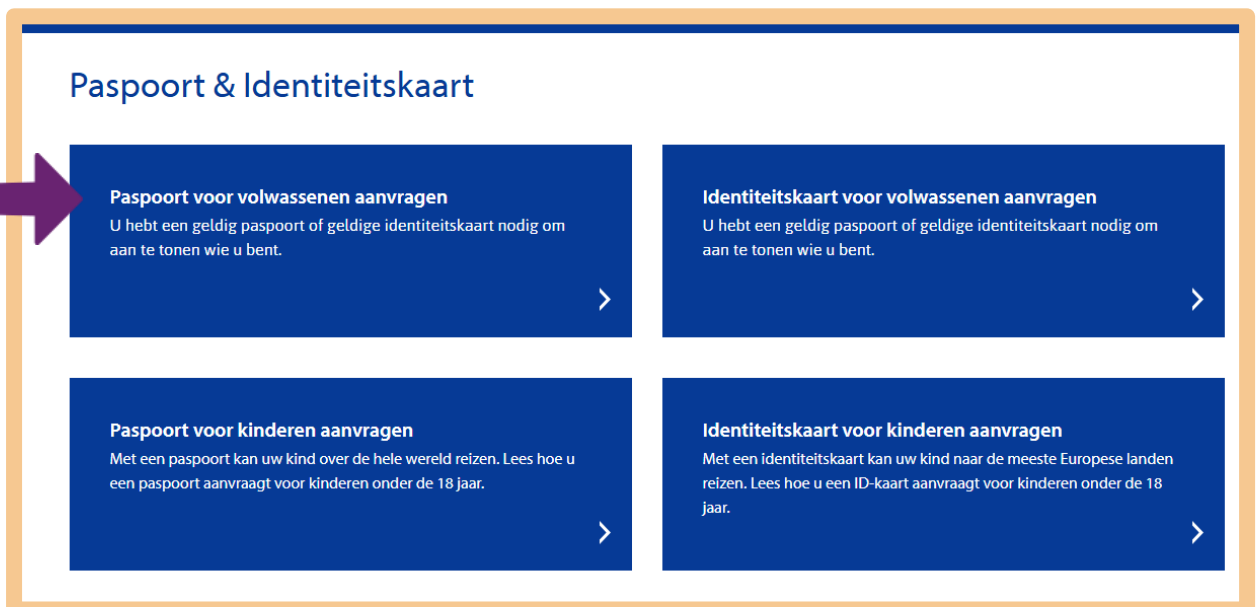 Paspoort & Identiteitskaart
Paspoort voor volwassenen aanvragen
U hebt een geldig paspoort of geldige identiteitskaart nodig om
aan te tonen wie u bent.
Identiteitskaart voor volwassenen aanvragen
U hebt een geldig paspoort of geldige identiteitskaart nodig om
aan te tonen wie u bent.
Paspoort voor kinderen aanvragen
Met een paspoort kan uw kind over de hele wereld reizen. Lees hoe u
een paspoort aanvraagt voor kinderen onder de 18 jaar.
Identiteitskaart voor kinderen aanvragen
Met een identiteitskaart kan uw kind naar de meeste Europese landen
reizen. Lees hoe u een ID-kaart aanvraagt voor kinderen onder de 18
jaar.